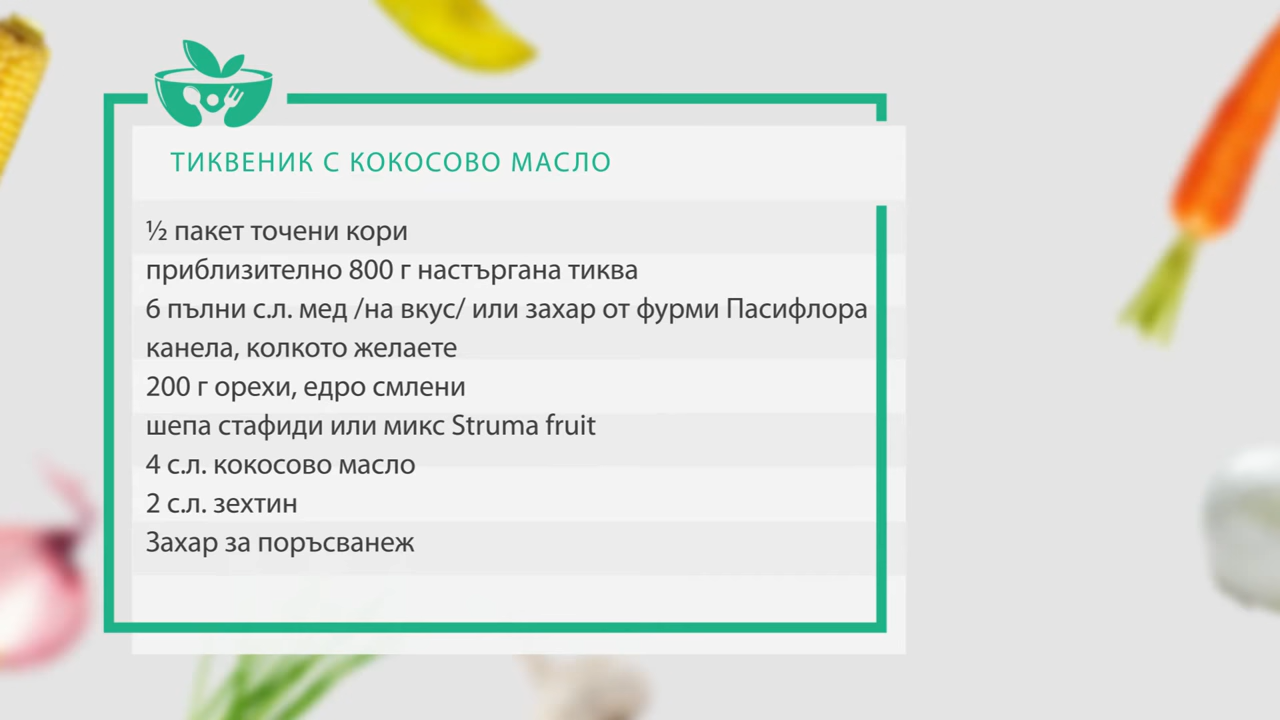 ТИКВЕНИК С КОКОСОВО МАСЛО
½ пакет точени кори
приблизително 800 г настъргана тиква
6 пълни с.л. мед /на вкус/ или захар от фурми Пасифлора
канела, колкото желаете
200 г орехи, едро смлени
шепа стафиди или микс Struma fruit
4 с.л. кокосово масло
2 с.л. зехтин
Захар за поръсванеж